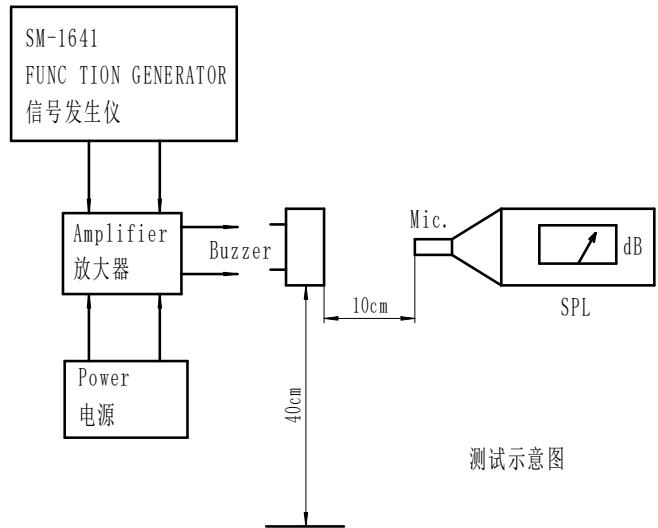 SM-1641
FUNC TION GENERATOR
信号发生仪
Amplifier
放大器
Buzzer
Mic.
dB
10cm
SPL
Power
电源
40cm
测试示意图